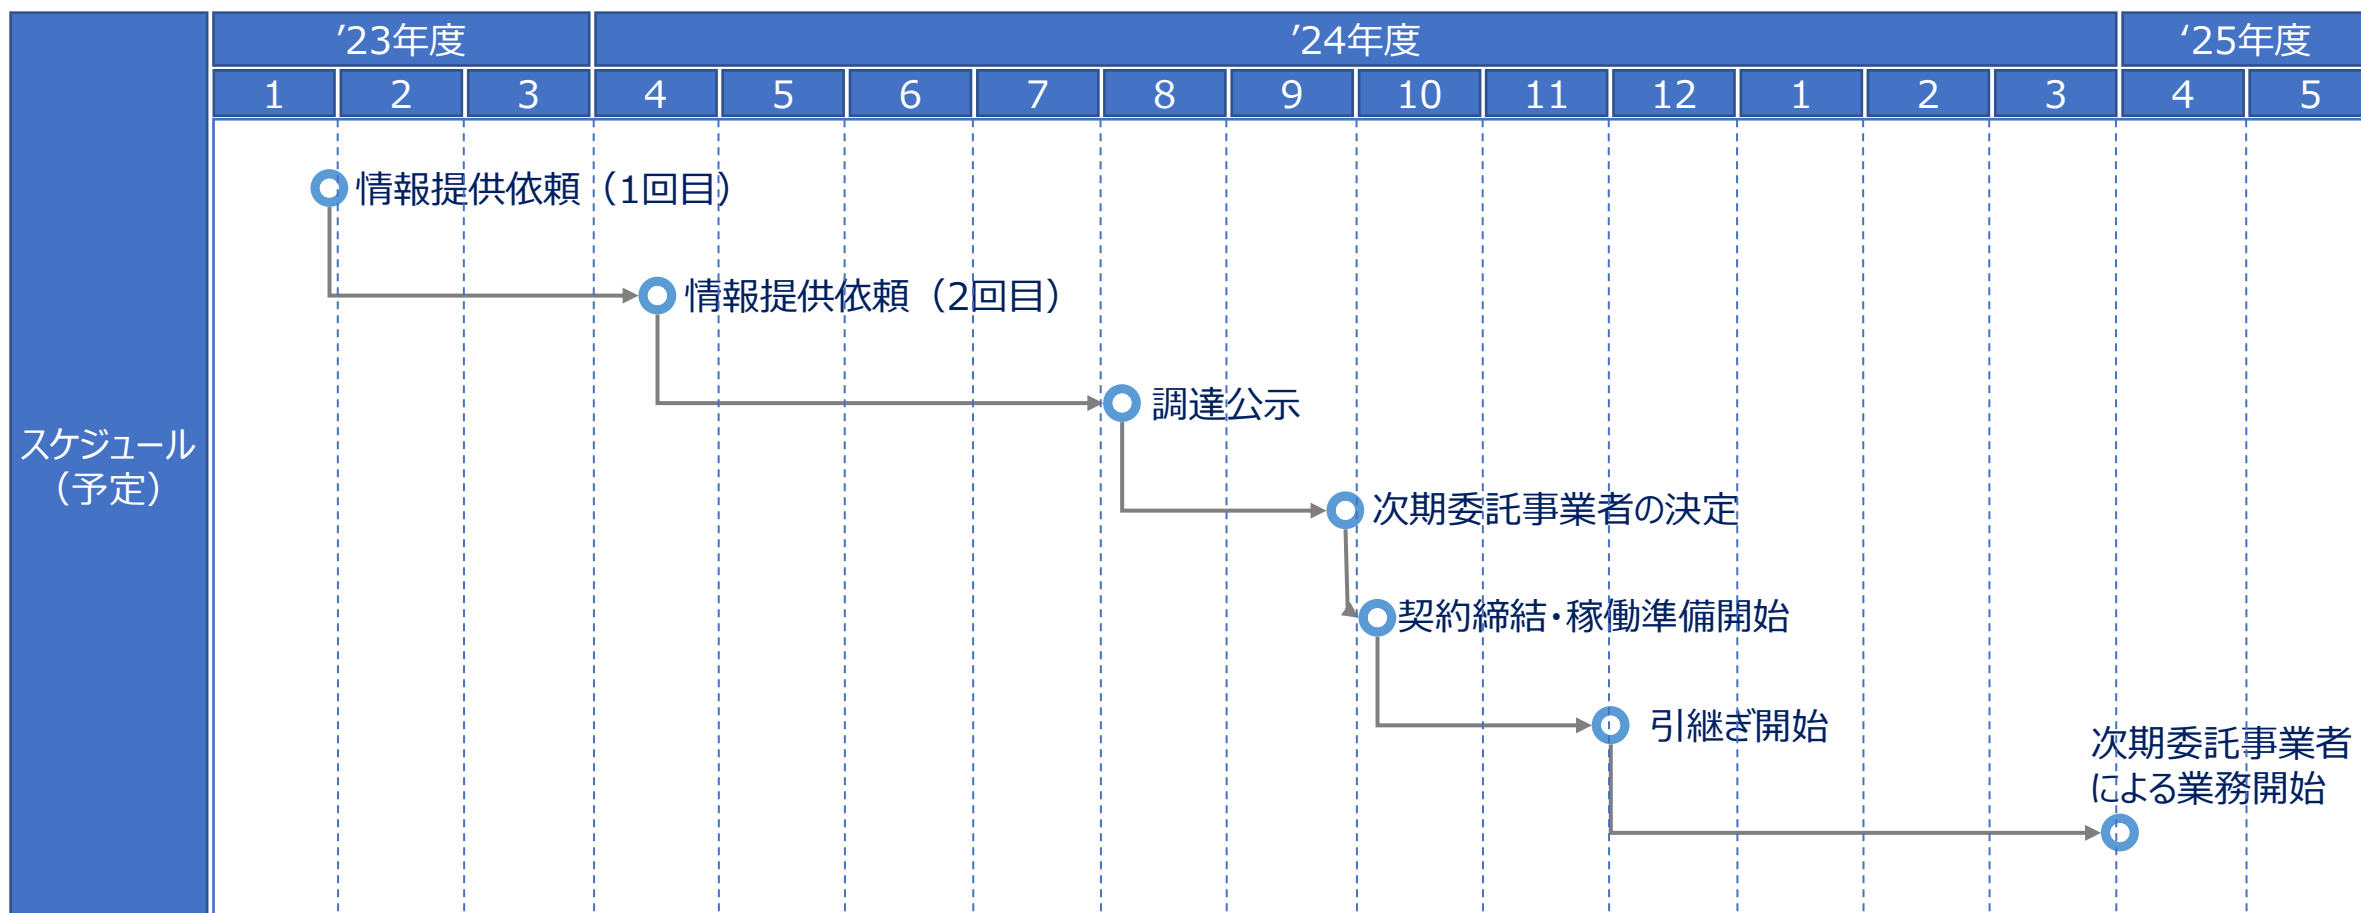 ’23年度 ’24年度 ‘25年度
1 2 3 4 5 6 7 8 9 10 11 12 1 2 3 4 5
スケジュール
（予定）
情報提供依頼（1回目）
情報提供依頼（2回目）
調達公示
次期委託事業者の決定
契約締結・稼働準備開始
引継ぎ開始
次期委託事業者
による業務開始